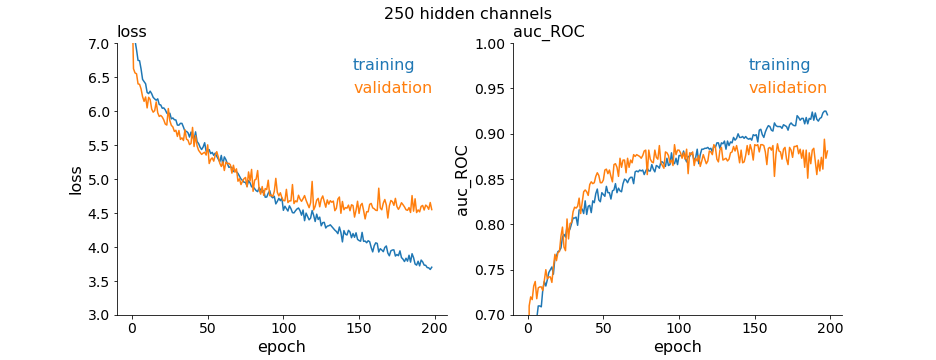 250 hidden channels
loss
7.0
6.5
6.0
5.5
5.0
4.5
4.0
3.5
3.0
loss
training
validation
0
50
100
150
200
epoch
auc_ROC
1.00
0.95
0.90
0.85
0.80
0.75
0.70
auc_ROC
training
validation
0
50
100
150
200
epoch